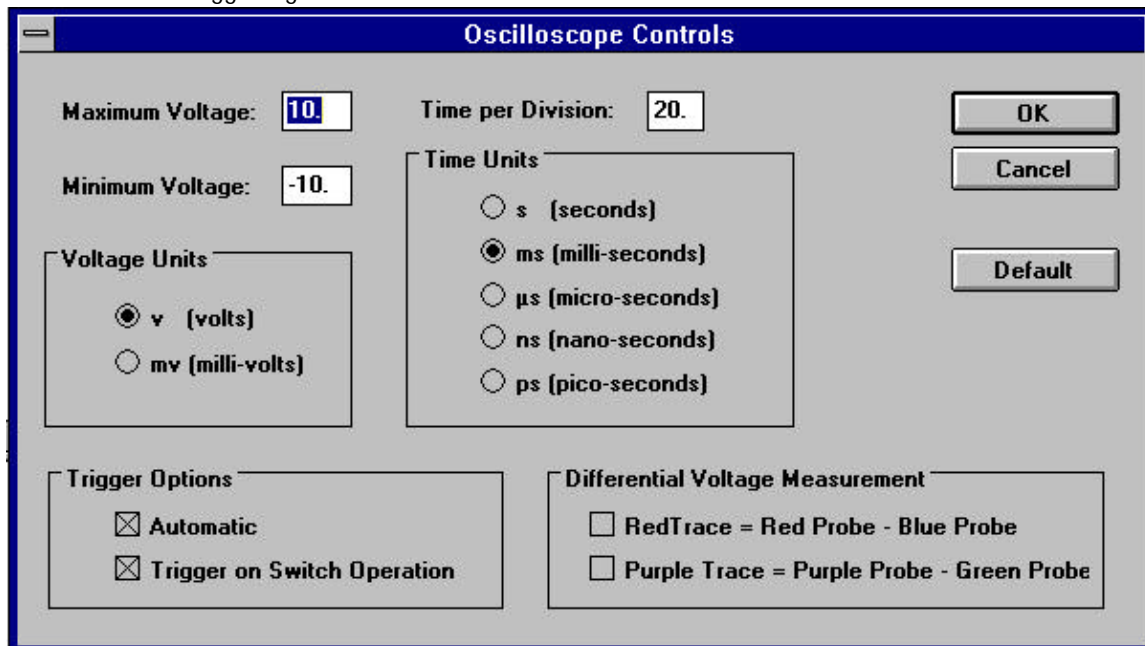 Oscilloscope Controls
Maximum Voltage: 10.
Time per Division: 20.
OK
Minimum Voltage: -10.
Time Units
Cancel
s (seconds)
ms (milli-seconds)
µs (micro-seconds)
ns (nano-seconds)
ps (pico-seconds)
Voltage Units
v (volts)
mv (milli-volts)
Default
Trigger Options
Automatic
Trigger on Switch Operation
Differential Voltage Measurement
RedTrace = Red Probe - Blue Probe
Purple Trace = Purple Probe - Green Probe